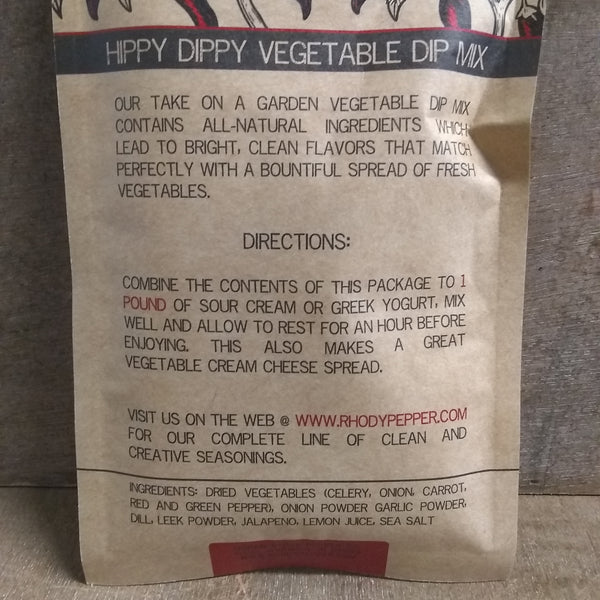 HIPPY DIPPY VEGETABLE DIP MIX
OUR TAKE ON A GARDEN VEGETABLE DIP MIX
CONTAINS ALL-NATURAL INGREDIENTS WHICH
LEAD TO BRIGHT, CLEAN FLAVORS THAT MATCH
PERFECTLY WITH A BOUNTIFUL SPREAD OF FRESH
VEGETABLES.
DIRECTIONS:
COMBINE THE CONTENTS OF THIS PACKAGE TO 1
POUND OF SOUR CREAM OR GREEK YOGURT, MIX
WELL AND ALLOW TO REST FOR AN HOUR BEFORE
ENJOYING. THIS ALSO MAKES A GREAT
VEGETABLE CREAM CHEESE SPREAD.
VISIT US ON THE WEB @ WWW.RHODYPEPPER.COM
FOR OUR COMPLETE LINE OF CLEAN AND
CREATIVE SEASONINGS.
INGREDIENTS: DRIED VEGETABLES (CELERY, ONION, CARROT,
RED AND GREEN PEPPER), ONION POWDER GARLIC POWDER,
DILL, LEEK POWDER, JALAPENO, LEMON JUICE, SEA SALT